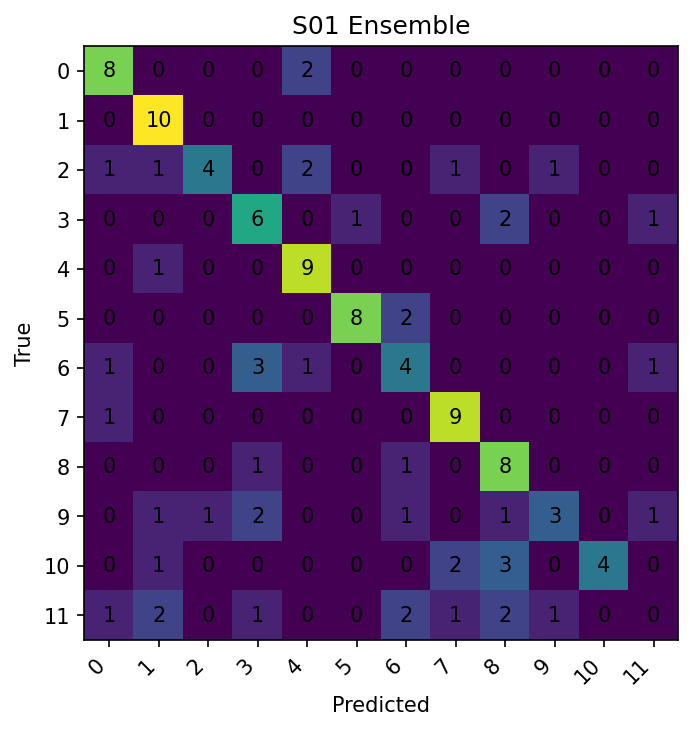 S01 Ensemble
0 8 0 0 0 2 0 0 0 0 0 0 0
1 0 10 0 0 0 0 0 0 0 0 0 0
2 1 1 4 0 2 0 0 1 0 1 0 0
3 0 0 0 6 0 1 0 0 2 0 0 1
4 0 1 0 0 9 0 0 0 0 0 0 0
5 0 0 0 0 0 8 2 0 0 0 0 0
True
6 1 0 0 3 1 0 4 0 0 0 0 1
7 1 0 0 0 0 0 0 9 0 0 0 0
8 0 0 0 1 0 0 1 0 8 0 0 0
9 0 1 1 2 0 0 1 0 1 3 0 1
10 0 1 0 0 0 0 0 2 3 0 4 0
11 1 2 0 1 0 0 2 1 2 1 0 0
0 1 2 3 4 5 6 7 8 9 10 11
Predicted